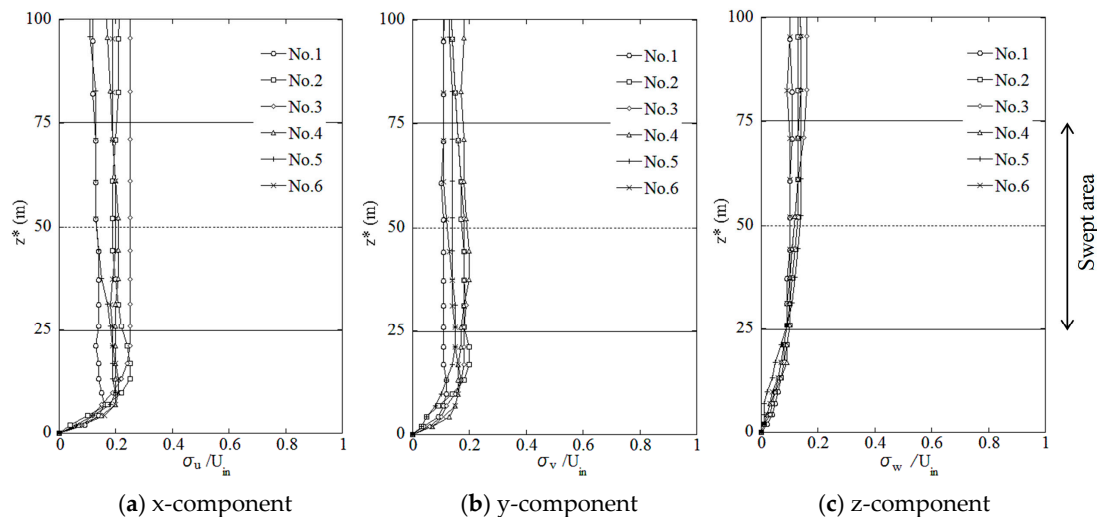 100
75
50
25
0
z* (m)
No.1
No.2
No.3
No.4
No.5
No.6
0 0.2 0.4 0.6 0.8 1
σu /Uin
(a) x-component
100
75
50
25
0
z* (m)
No.1
No.2
No.3
No.4
No.5
No.6
0 0.2 0.4 0.6 0.8 1
σv /Uin
(b) y-component
100
75
50
25
0
z* (m)
No.1
No.2
No.3
No.4
No.5
No.6
0 0.2 0.4 0.6 0.8 1
σw /Uin
(c) z-component
Swept area